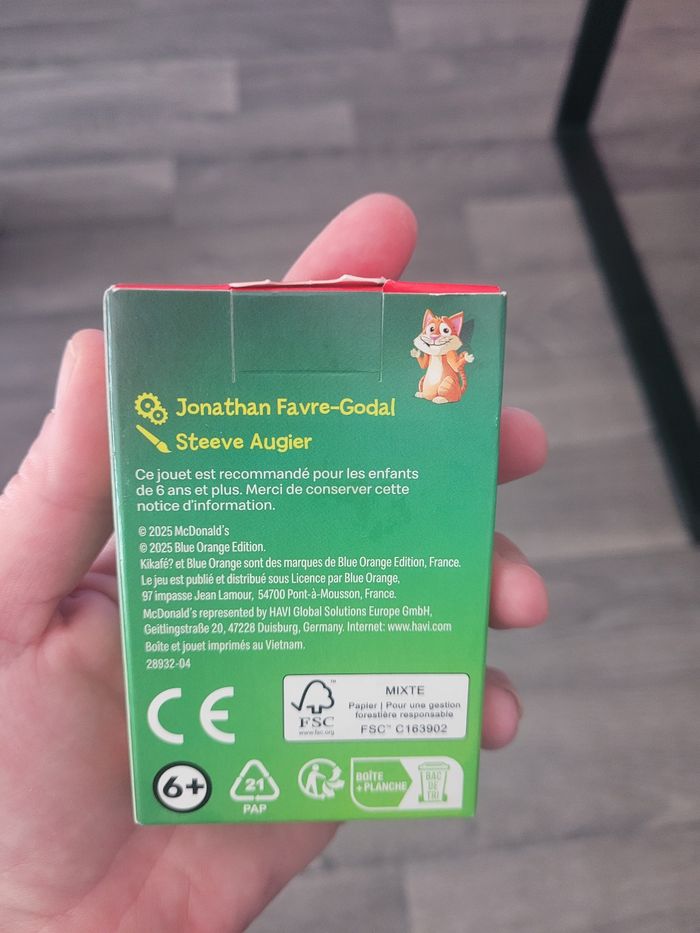 Jonathan Favre-Godal
Steeve Augier
Ce jouet est recommandé pour les enfants
de 6 ans et plus. Merci de conserver cette
notice d'information.
© 2025 McDonald's
© 2025 Blue Orange Edition.
Kikafé? et Blue Orange sont des marques de Blue Orange Edition, France.
Le jeu est publié et distribué sous Licence par Blue Orange,
97 impasse Jean Lamour, 54700 Pont-à-Mousson, France.
McDonald's represented by HAVI Global Solutions Europe GmbH,
Geitlingstraße 20, 47228 Duisburg, Germany. Internet: www.havi.com
Boîte et jouet imprimés au Vietnam.
28932-04
CE
FSC
www.fsc.org
MIXTE
Papier | Pour une gestion
forestière responsable
FSC™ C163902
6+
21
PAP
BOÎTE
+ PLANCHE
BAC
DE
TRI